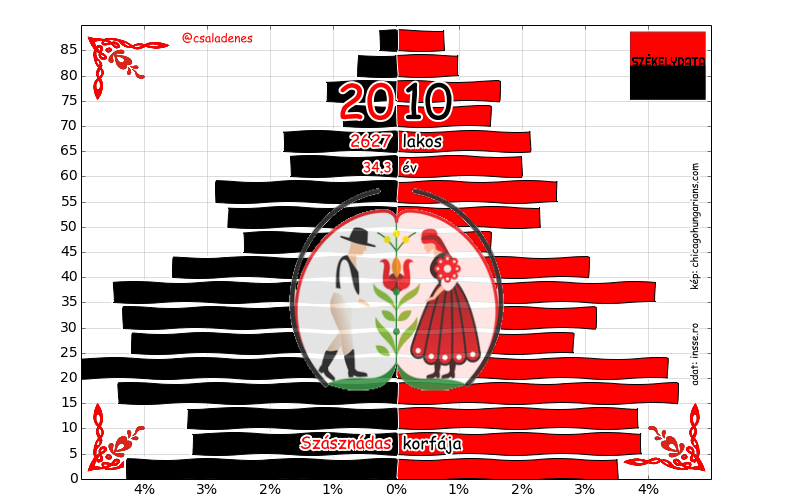 @csaladenes
SZÉKELYDATA
2010
2627 lakos
34.3 év
kép: chicagohungarians.com
adat: insse.ro
Szásznádas korfája
85
80
75
70
65
60
55
50
45
40
35
30
25
20
15
10
5
0
4% 3% 2% 1% 0% 1% 2% 3% 4%